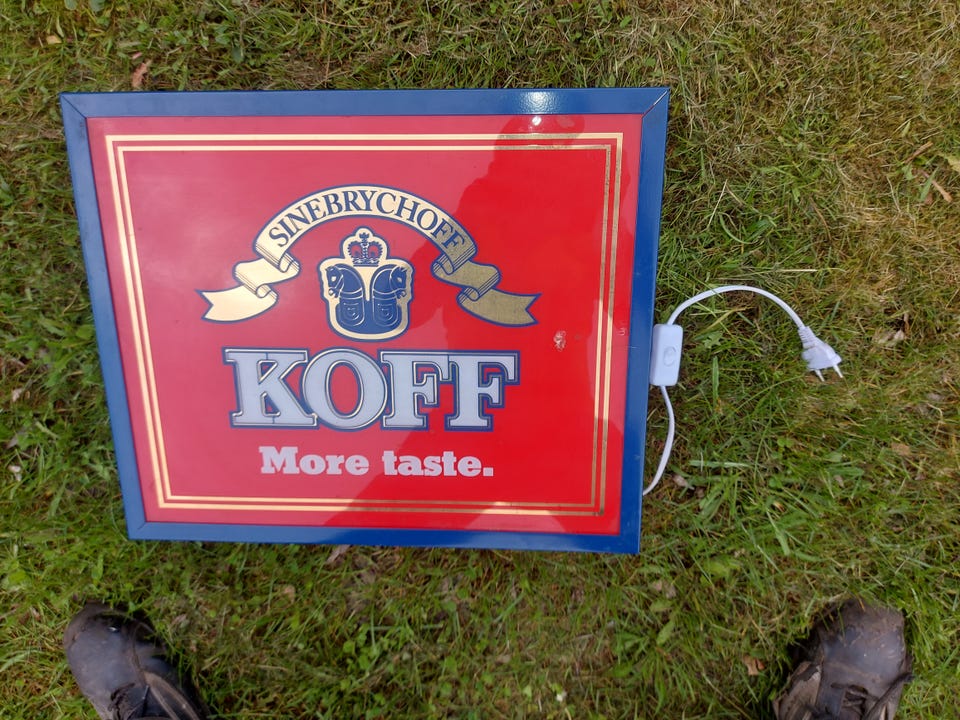 SINEBRYCHOFF
KOFF
More taste.